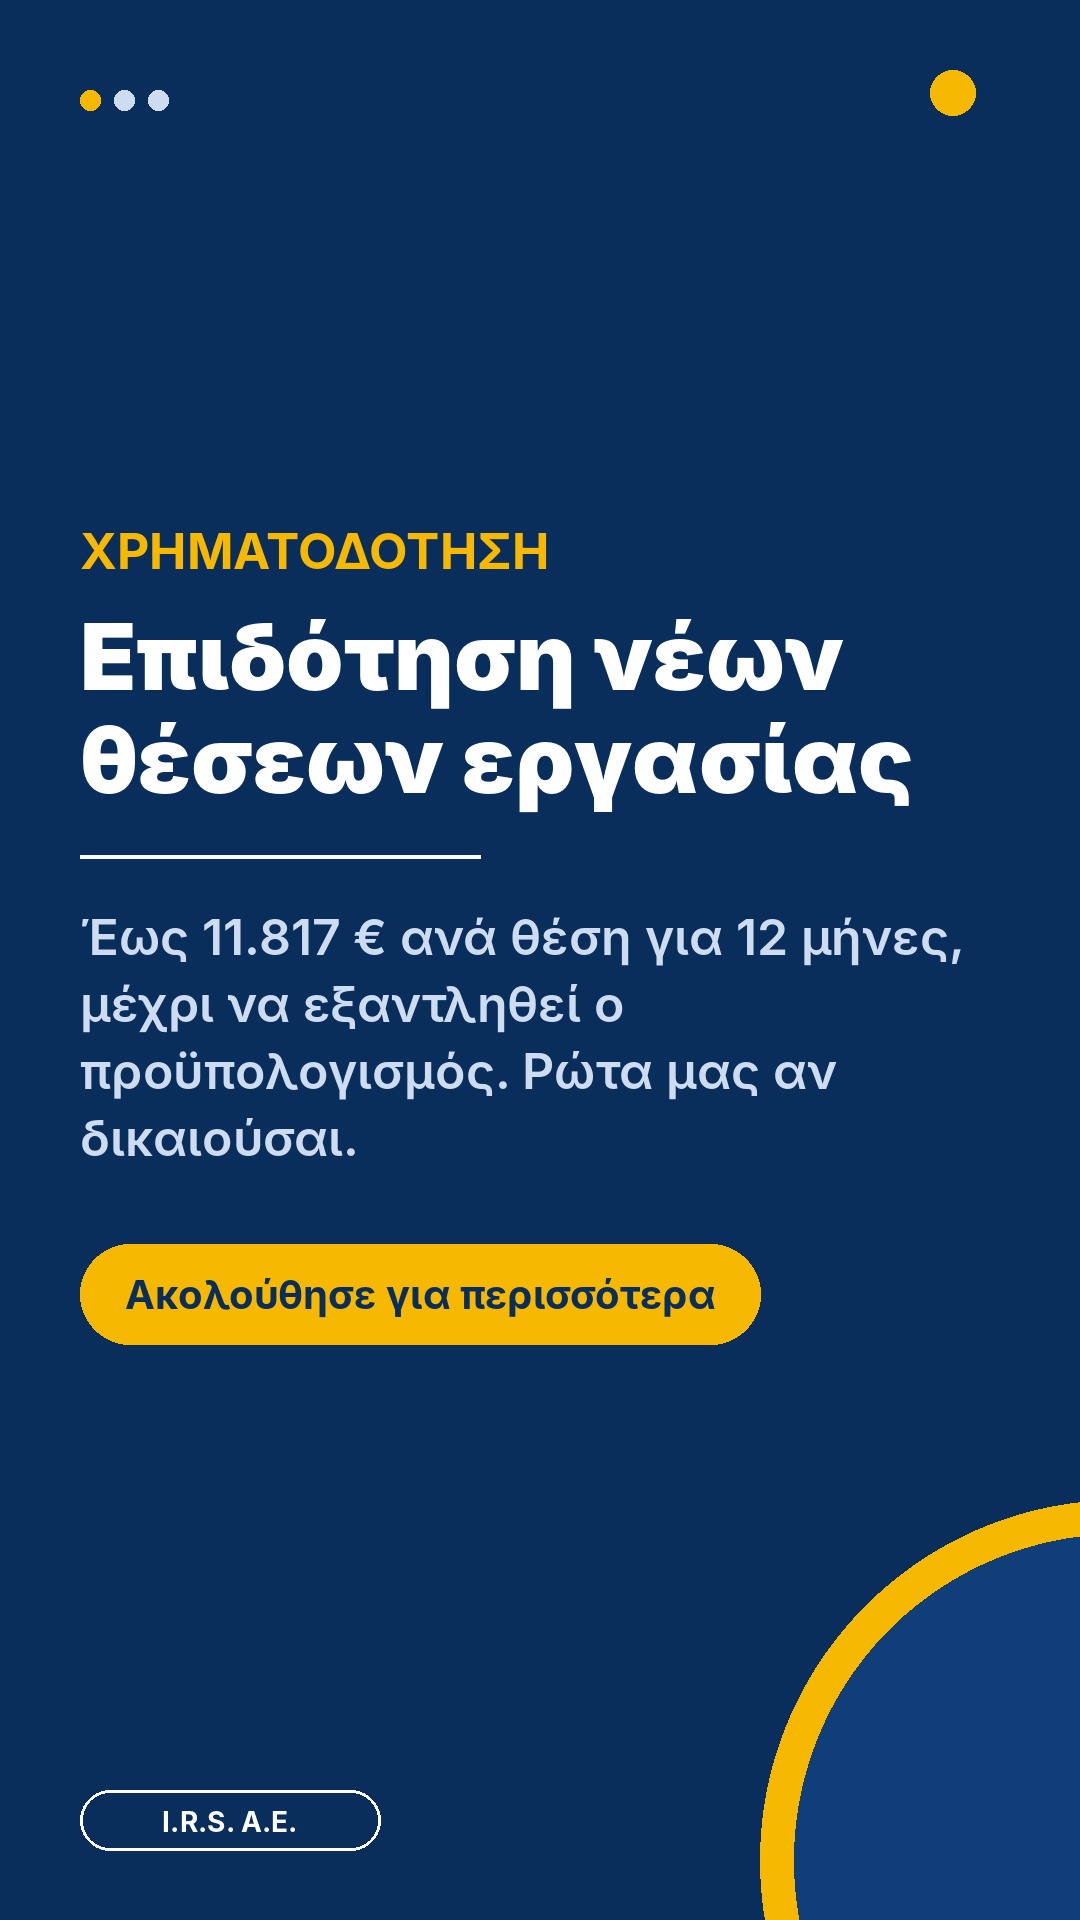 ΧΡΗΜΑΤΟΔΟΤΗΣΗ
Επιδότηση νέων
θέσεων εργασίας
Έως 11.817 € ανά θέση για 12 μήνες,
μέχρι να εξαντληθεί ο
προϋπολογισμός. Ρώτα μας αν
δικαιούσαι.
Ακολούθησε για περισσότερα
I.R.S. A.E.